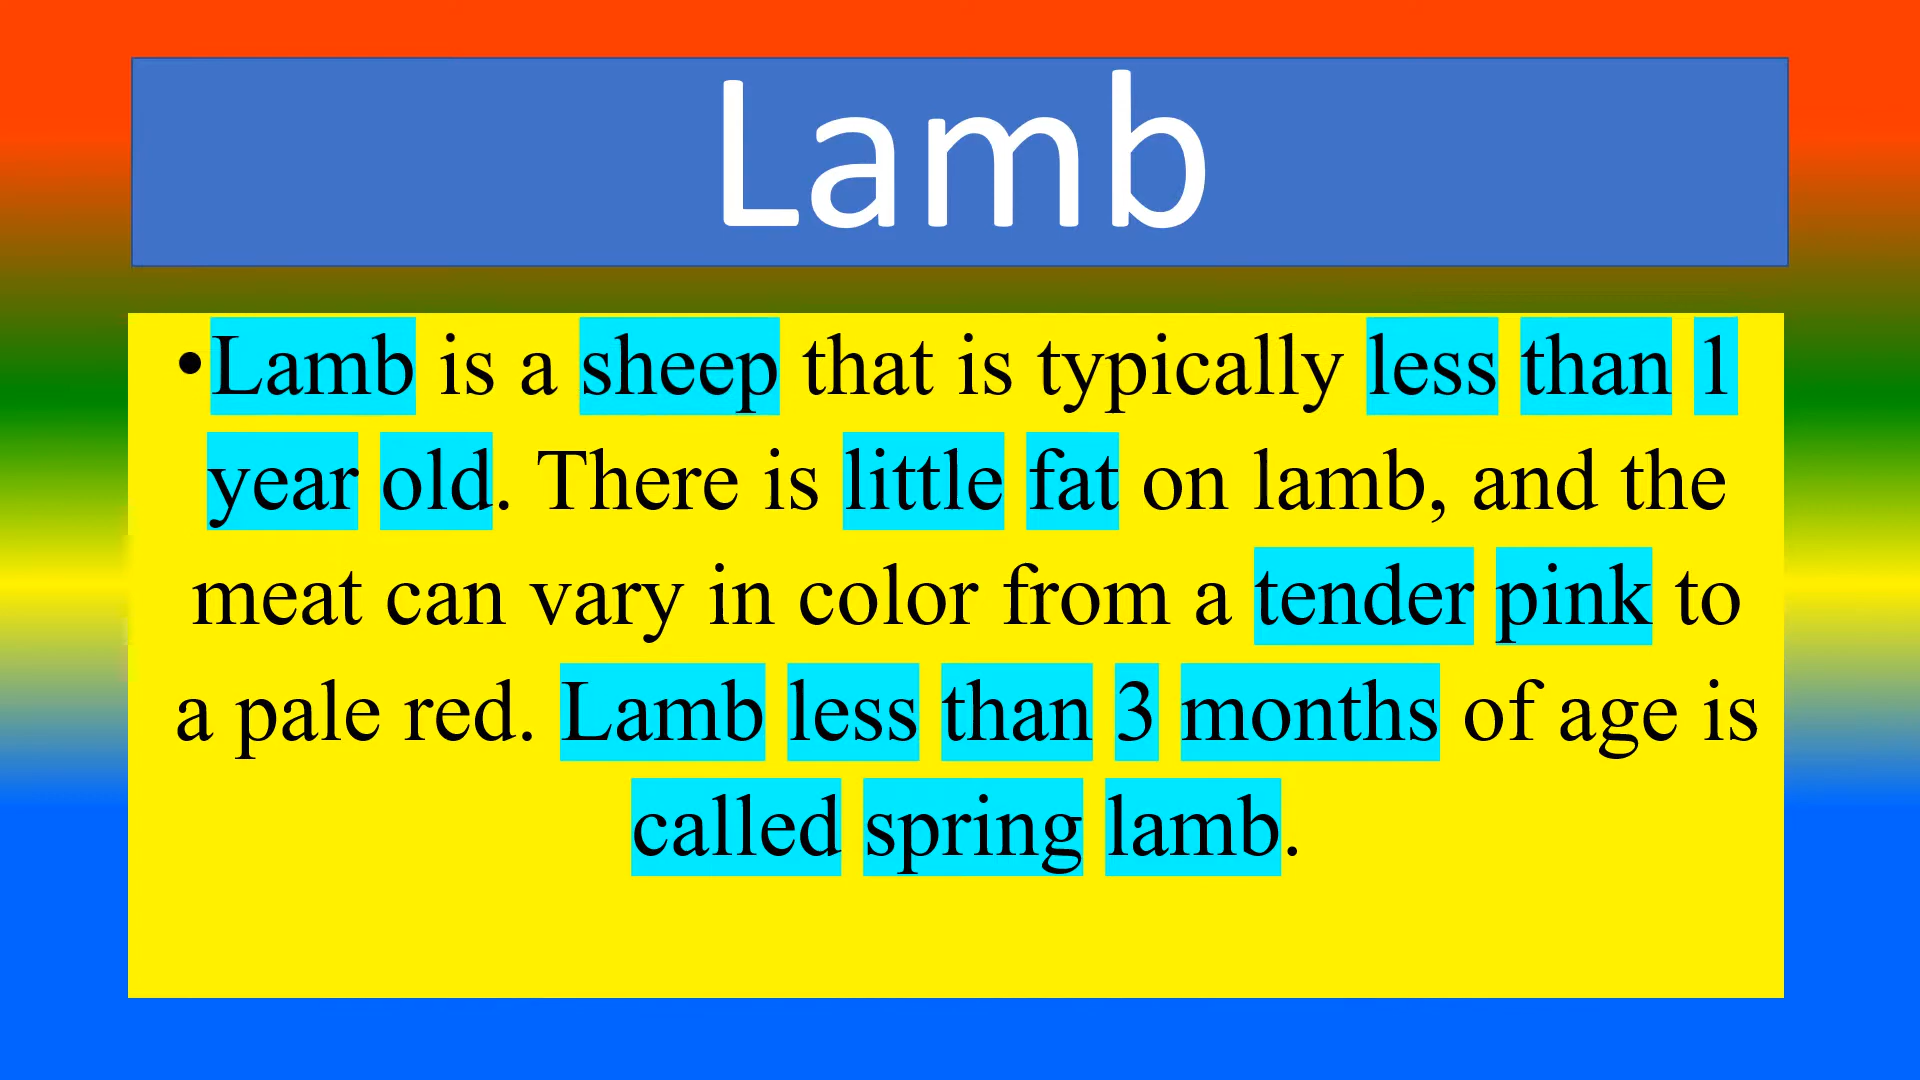 Lamb
•Lamb is a sheep that is typically less than 1
year old. There is little fat on lamb, and the
meat can vary in color from a tender pink to
a pale red. Lamb less than 3 months of age is
called spring lamb.